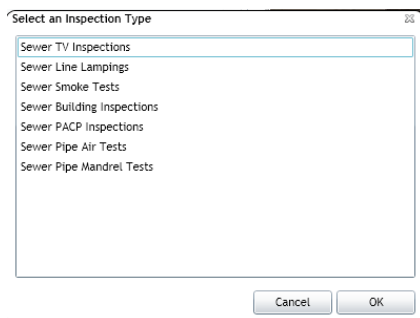 Select an Inspection Type
Sewer TV Inspections
Sewer Line Lampings
Sewer Smoke Tests
Sewer Building Inspections
Sewer PACP Inspections
Sewer Pipe Air Tests
Sewer Pipe Mandrel Tests
Cancel OK